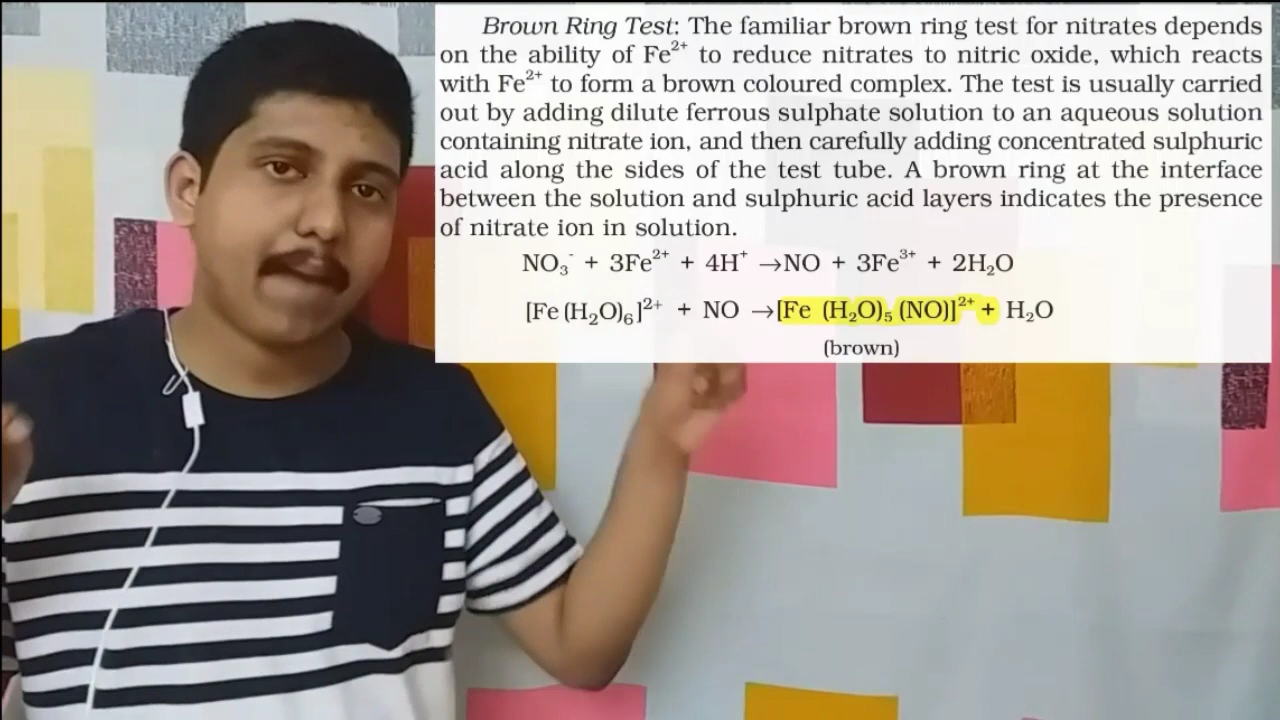 Brown Ring Test: The familiar brown ring test for nitrates depends
on the ability of Fe²⁺ to reduce nitrates to nitric oxide, which reacts
with Fe²⁺ to form a brown coloured complex. The test is usually carried
out by adding dilute ferrous sulphate solution to an aqueous solution
containing nitrate ion, and then carefully adding concentrated sulphuric
acid along the sides of the test tube. A brown ring at the interface
between the solution and sulphuric acid layers indicates the presence
of nitrate ion in solution.
NO₃⁻ + 3Fe²⁺ + 4H⁺ →NO + 3Fe³⁺ + 2H₂O
[Fe (H₂O)₆]²⁺ + NO →[Fe (H₂O)₅ (NO)]²⁺ + H₂O
(brown)